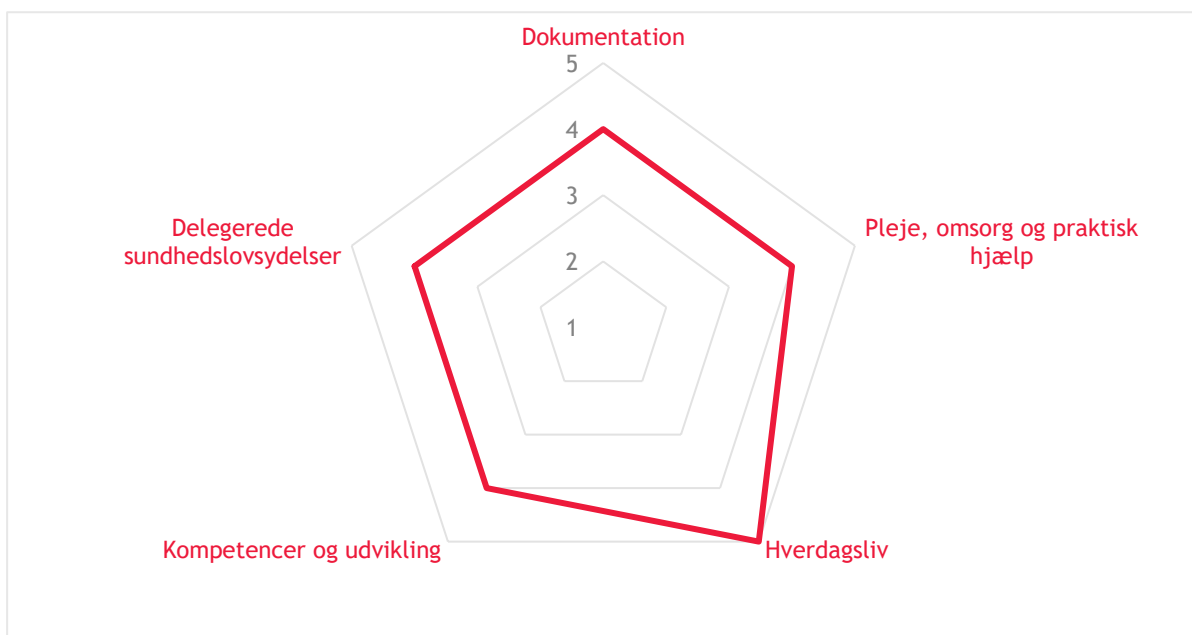 Dokumentation
5
4
3
2
1
Pleje, omsorg og praktisk
hjælp
Hverdagsliv
Kompetencer og udvikling
Delegerede
sundhedslovsydelser